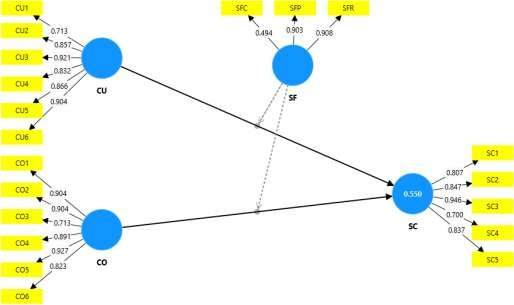 CU1
CU2
CU3
CU4
CU5
CU6
0.713
0.857
0.921
0.832
0.866
0.904
CU
SFC
SFP
SFR
0.494
0.903
0.908
SF
CO1
CO2
CO3
CO4
CO5
CO6
0.904
0.904
0.713
0.891
0.927
0.823
CO
0.550
SC
0.807
0.847
0.946
0.700
0.837
SC1
SC2
SC3
SC4
SC5